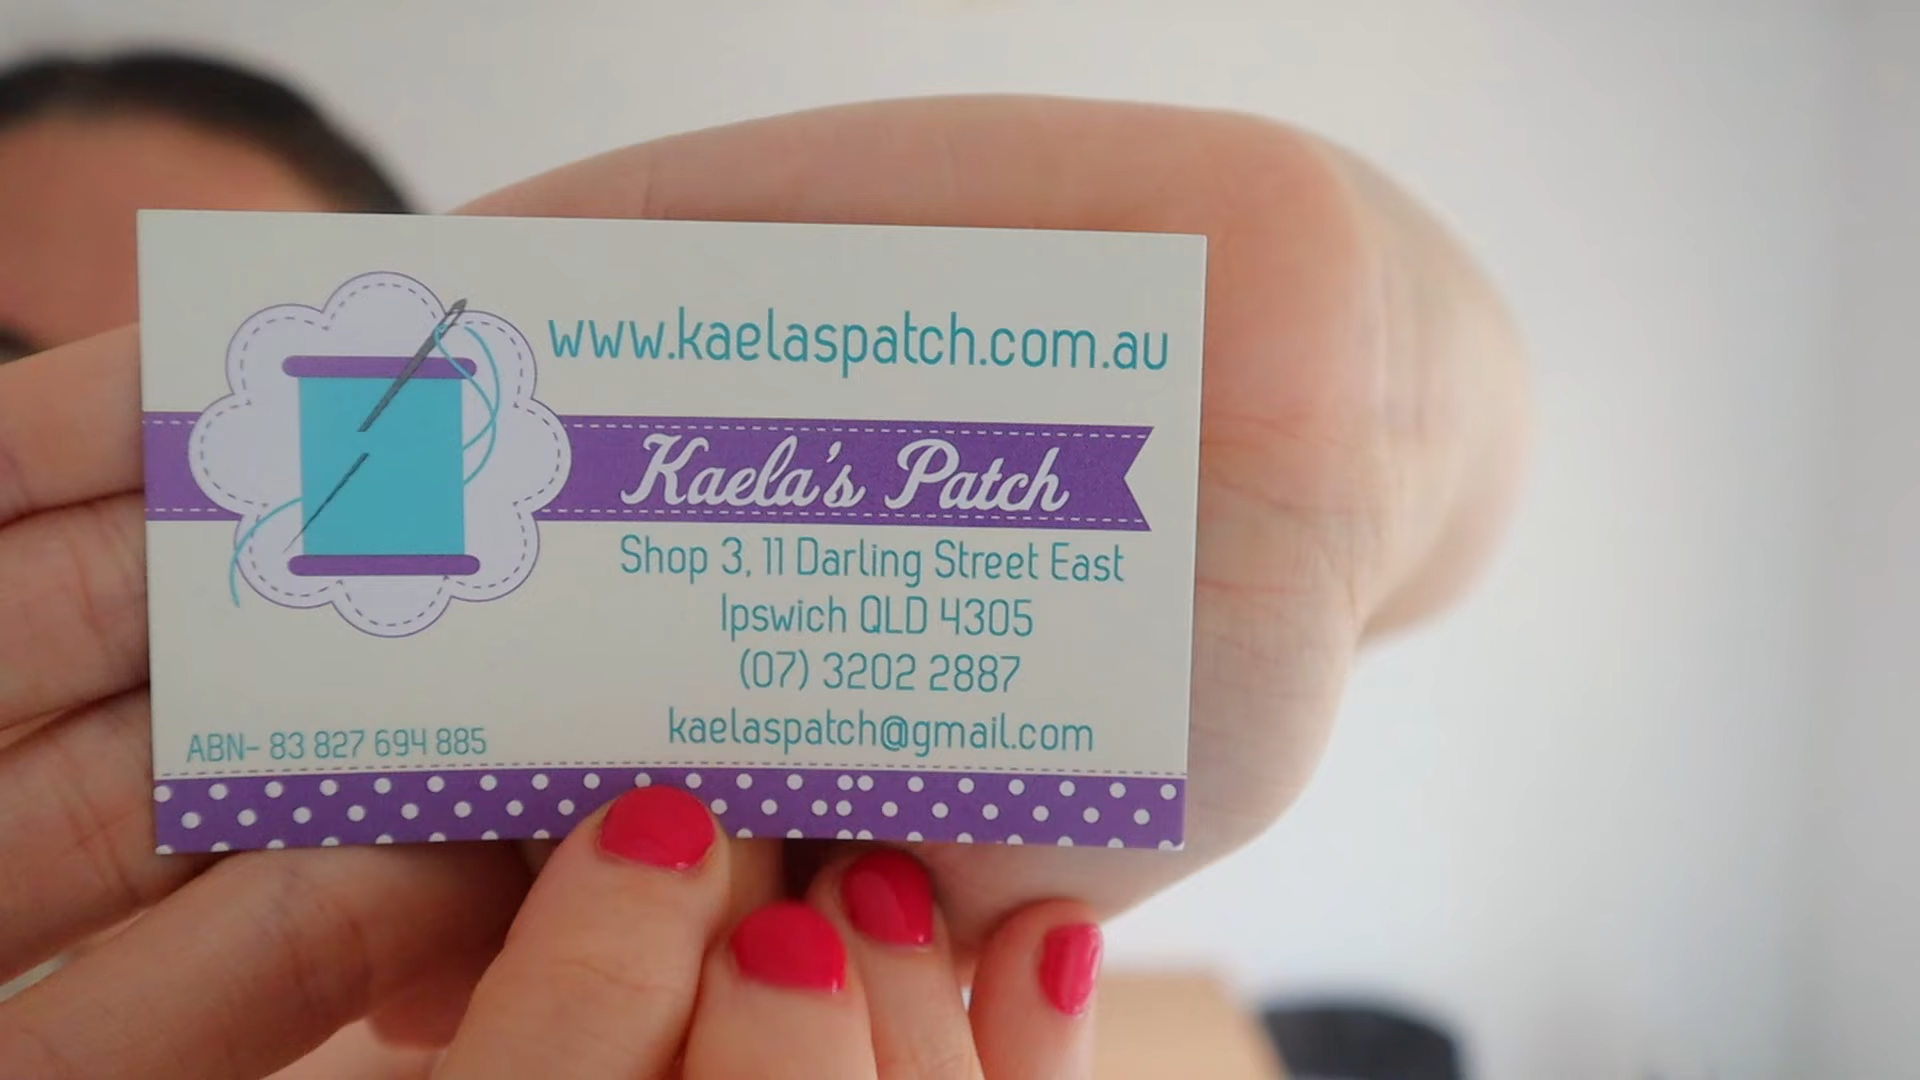 www.kaelaspatch.com.au
Kaela's Patch
Shop 3, 11 Darling Street East
Ipswich QLD 4305
(07) 3202 2887
kaelaspatch@gmail.com
ABN- 83 827 694 885